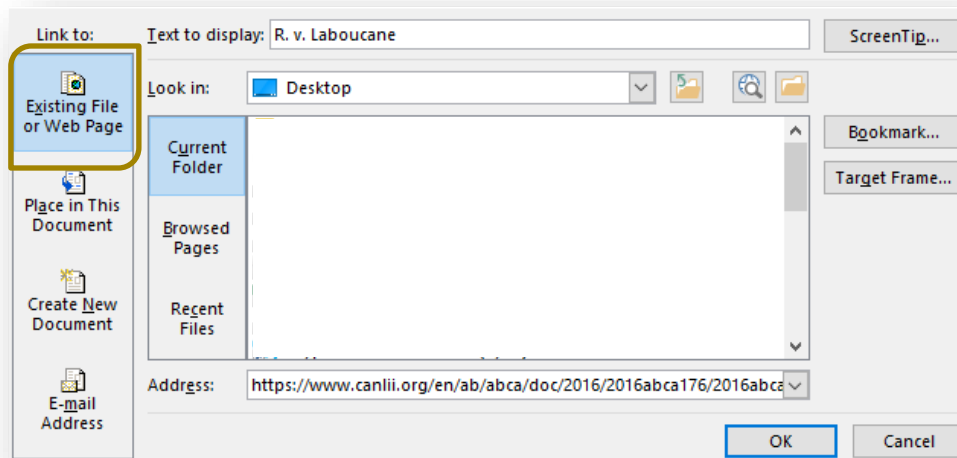 Link to:
Text to display: R. v. Laboucane
ScreenTip...
Existing File
or Web Page
Look in: Desktop
Current
Folder
Bookmark...
Target Frame...
Place in This
Document
Browsed
Pages
Create New
Document
Recent
Files
E-mail
Address
Address: https://www.canlii.org/en/ab/abca/doc/2016/2016abca176/2016abca
OK
Cancel